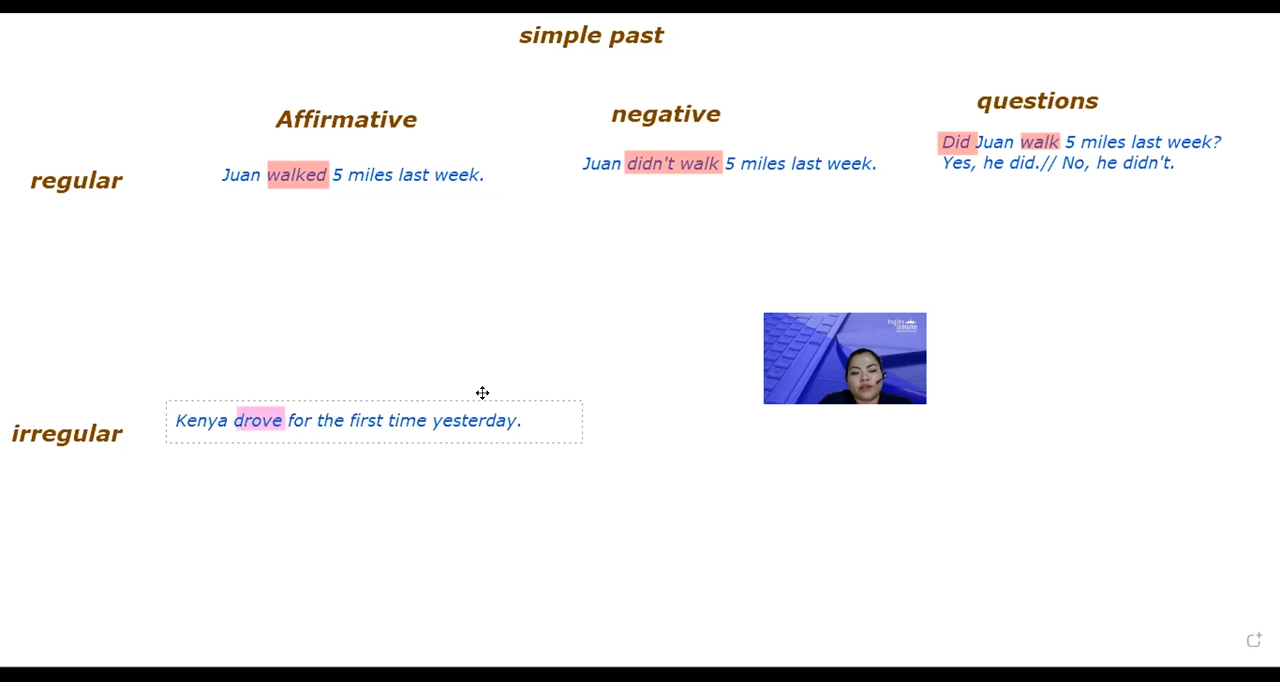 simple past
Affirmative
negative
questions
regular
Juan walked 5 miles last week.
Juan didn't walk 5 miles last week.
Did Juan walk 5 miles last week?
Yes, he did.// No, he didn't.
irregular
Kenya drove for the first time yesterday.